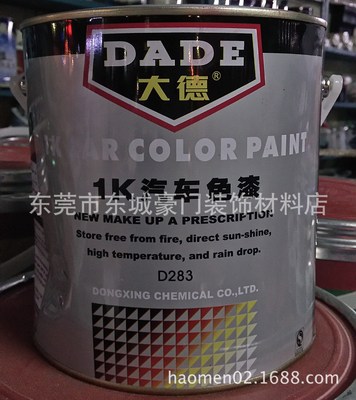 DADE
大德®
1K CAR COLOR PAINT
1K汽车色漆
东莞市东城豪门装饰材料店
NEW MAKE UP A PRESCRIPTION
Store free from fire, direct sun-shine,
high temperature, and rain drop.
D283
DONGXING CHEMICAL CO.,LTD.
haomen02.1688.com